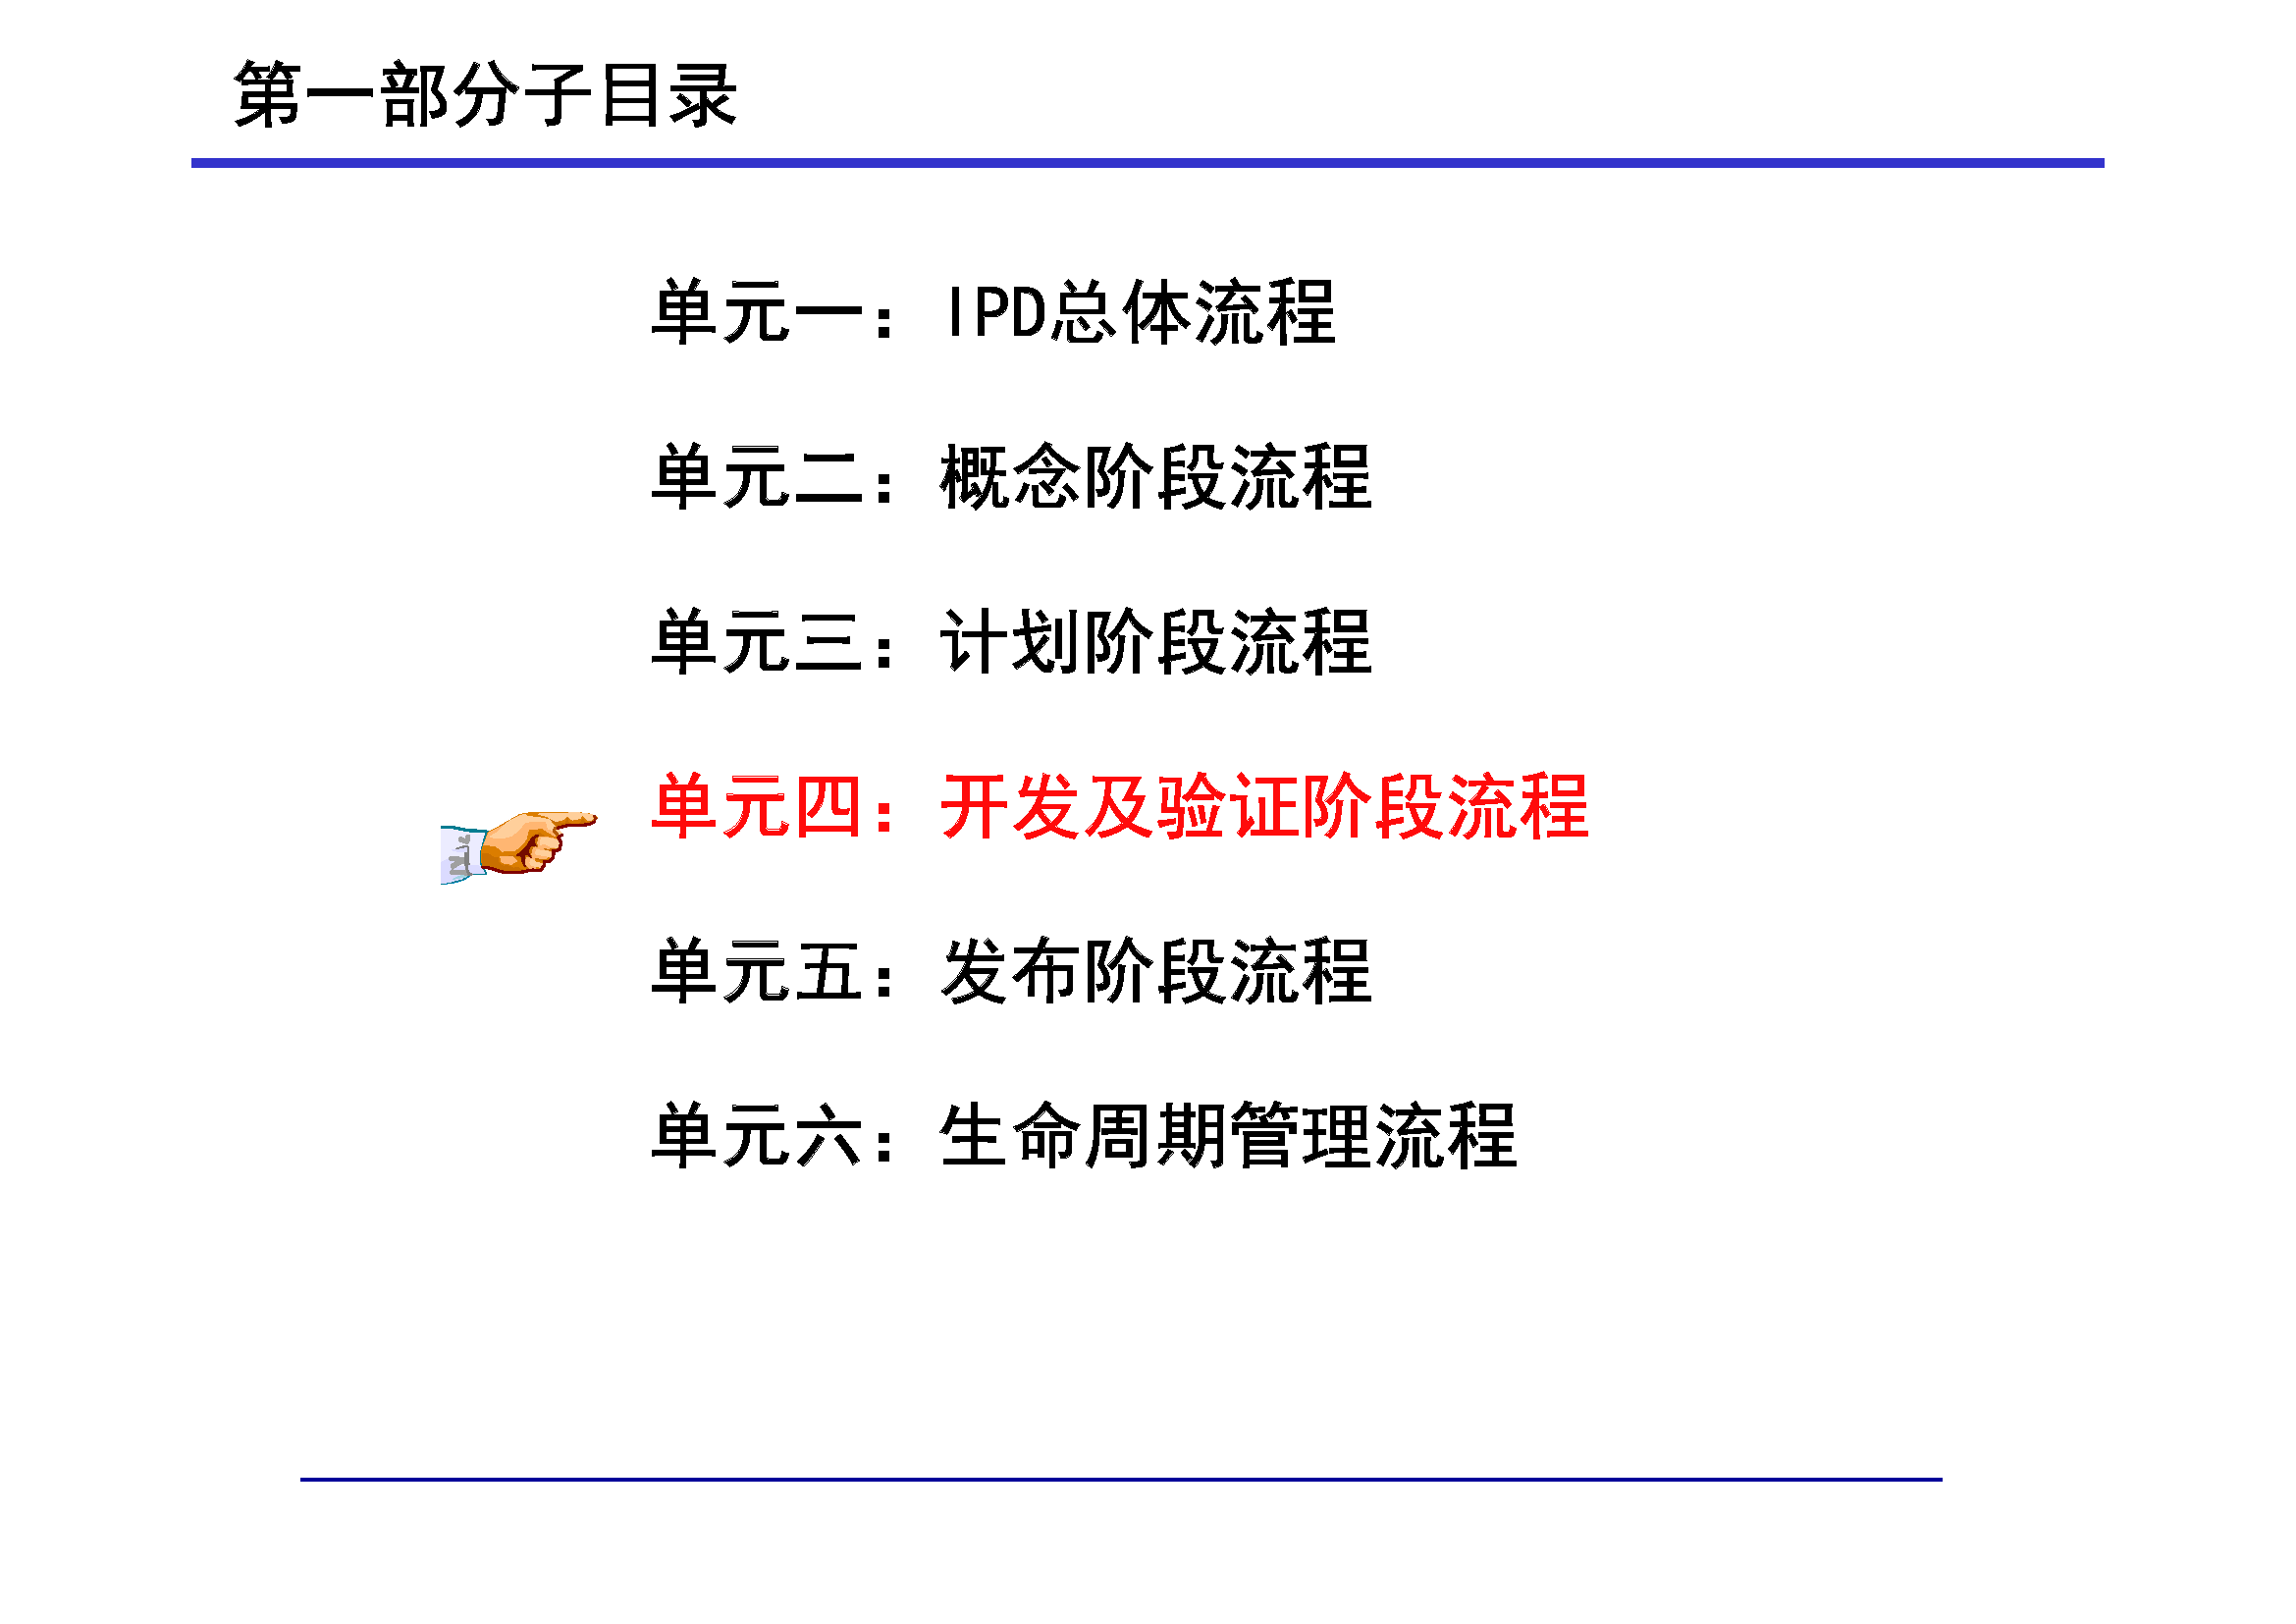 第一部分子目录
单元一：IPD总体流程
单元二：概念阶段流程
单元三：计划阶段流程
单元四：开发及验证阶段流程
单元五：发布阶段流程
单元六：生命周期管理流程